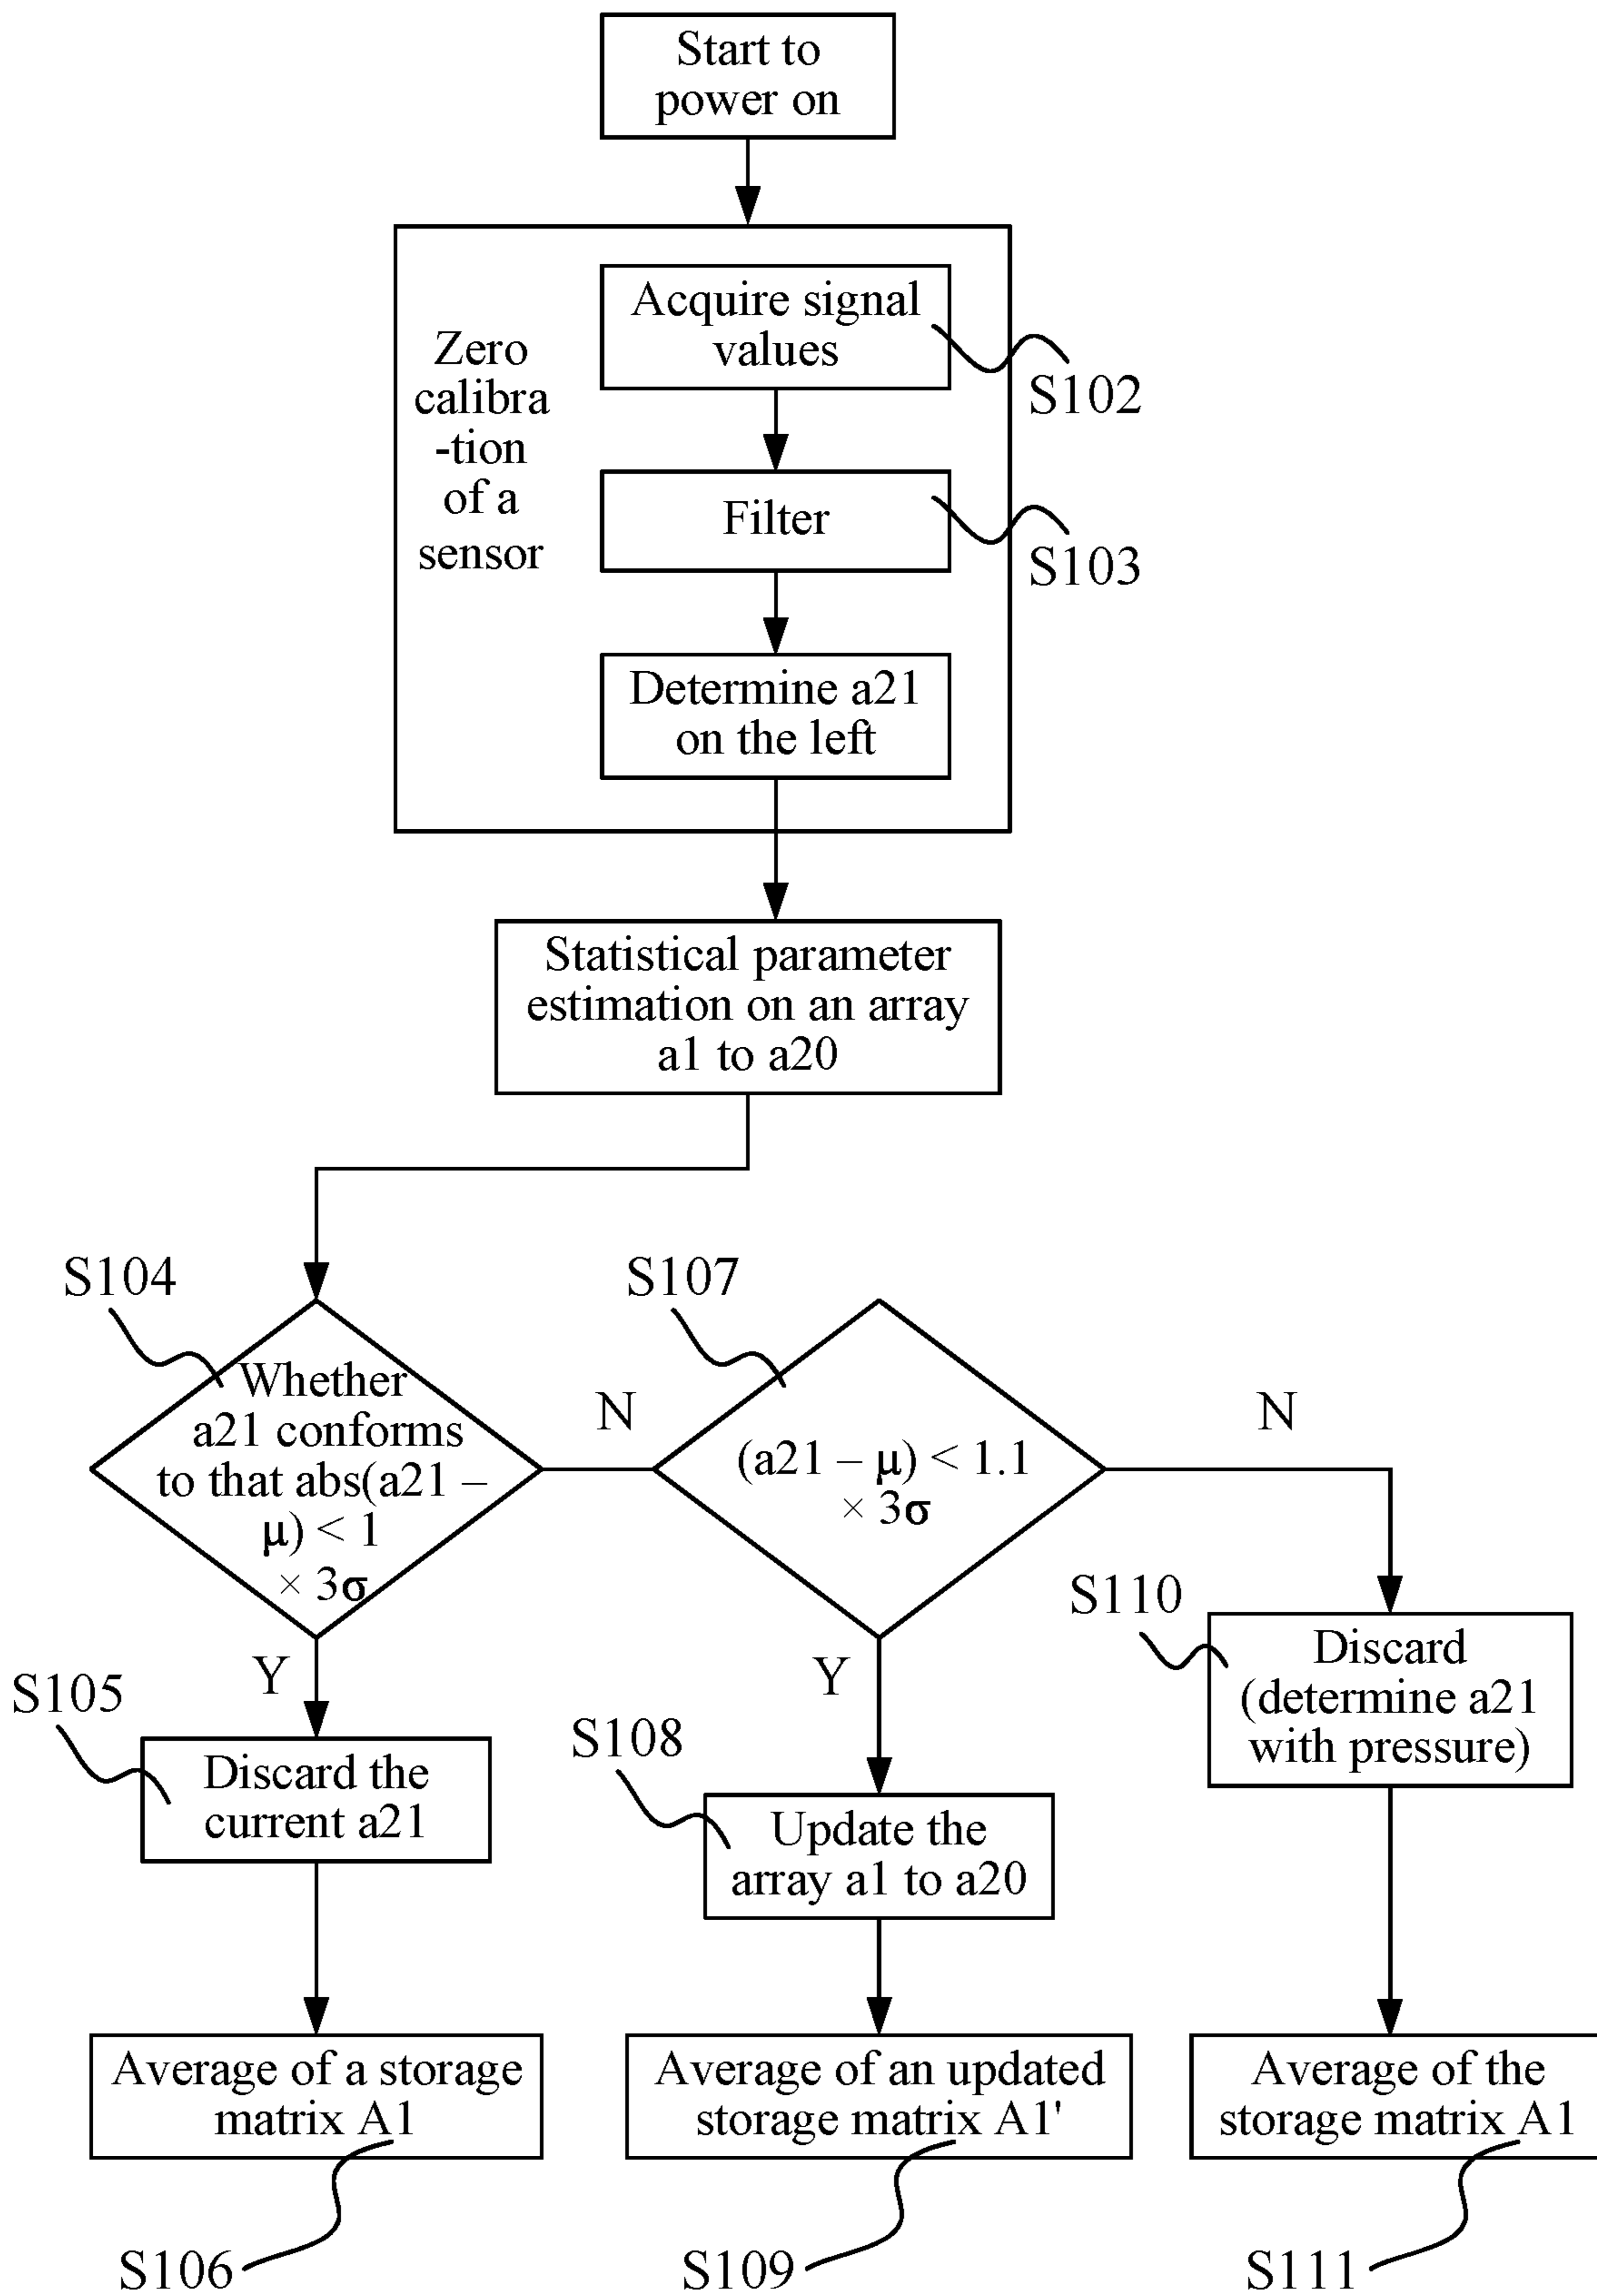 Start to
power on
Zero
calibra
-tion
of a
sensor
Acquire signal
values
S102
Filter
S103
Determine a21
on the left
Statistical parameter
estimation on an array
a1 to a20
S104
Whether
a21 conforms
to that abs(a21 –
μ) < 1
× 3σ
N
S107
(a21 – μ) < 1.1
× 3σ
N
Y
S105
Discard the
current a21
Y
S108
Update the
array a1 to a20
S110
Discard
(determine a21
with pressure)
Average of a storage
matrix A1
S106
Average of an updated
storage matrix A1'
S109
Average of the
storage matrix A1
S111